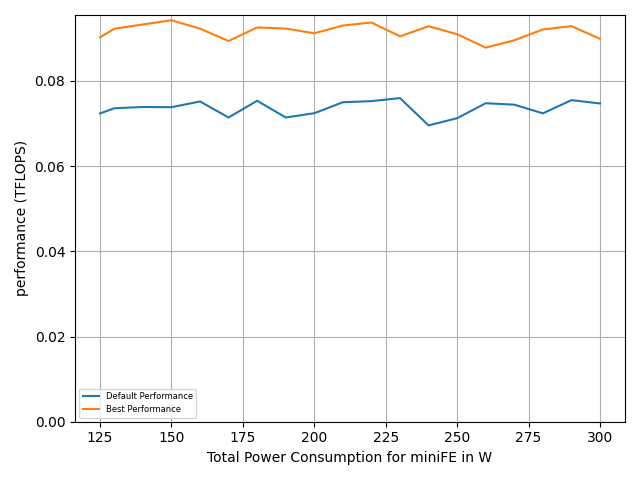 performance (TFLOPS)
0.08
0.06
0.04
0.02
0.00
Default Performance
Best Performance
125 150 175 200 225 250 275 300
Total Power Consumption for miniFE in W